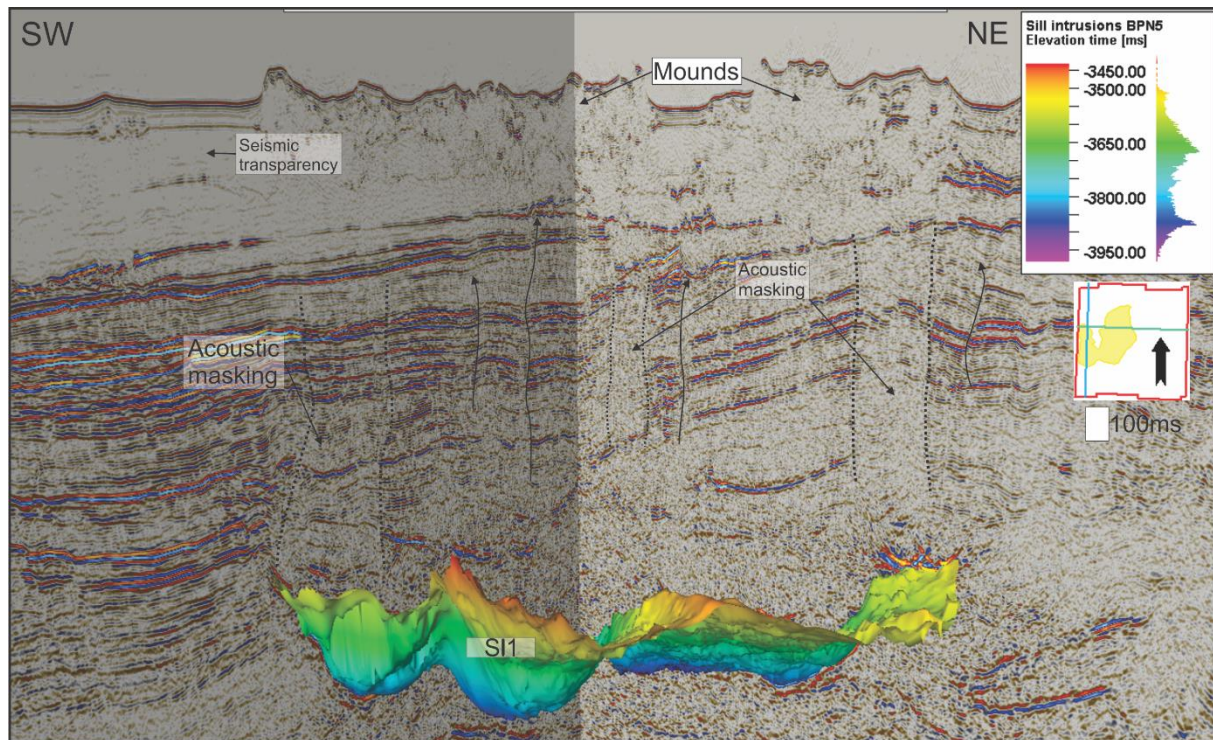 SW
NE
Sill intrusions BPN5
Elevation time [ms]
-3450.00
-3500.00
-3650.00
-3800.00
-3950.00
Mounds
Seismic
transparency
Acoustic
masking
Acoustic
masking
100ms
SI1